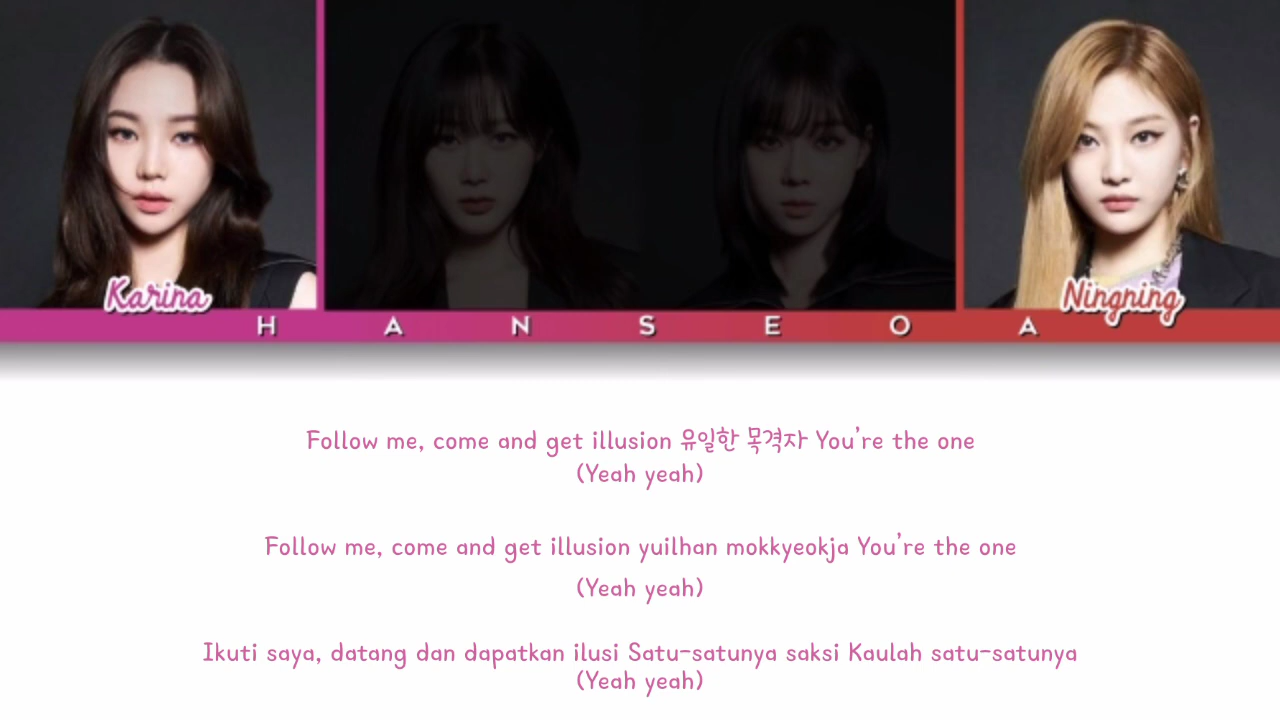 Karina
Ningning
H A N S E O A
Follow me, come and get illusion 유일한 목격자 You're the one
(Yeah yeah)
Follow me, come and get illusion yuilhan mokkyeokja You're the one
(Yeah yeah)
Ikuti saya, datang dan dapatkan ilusi Satu-satunya saksi Kaulah satu-satunya
(Yeah yeah)